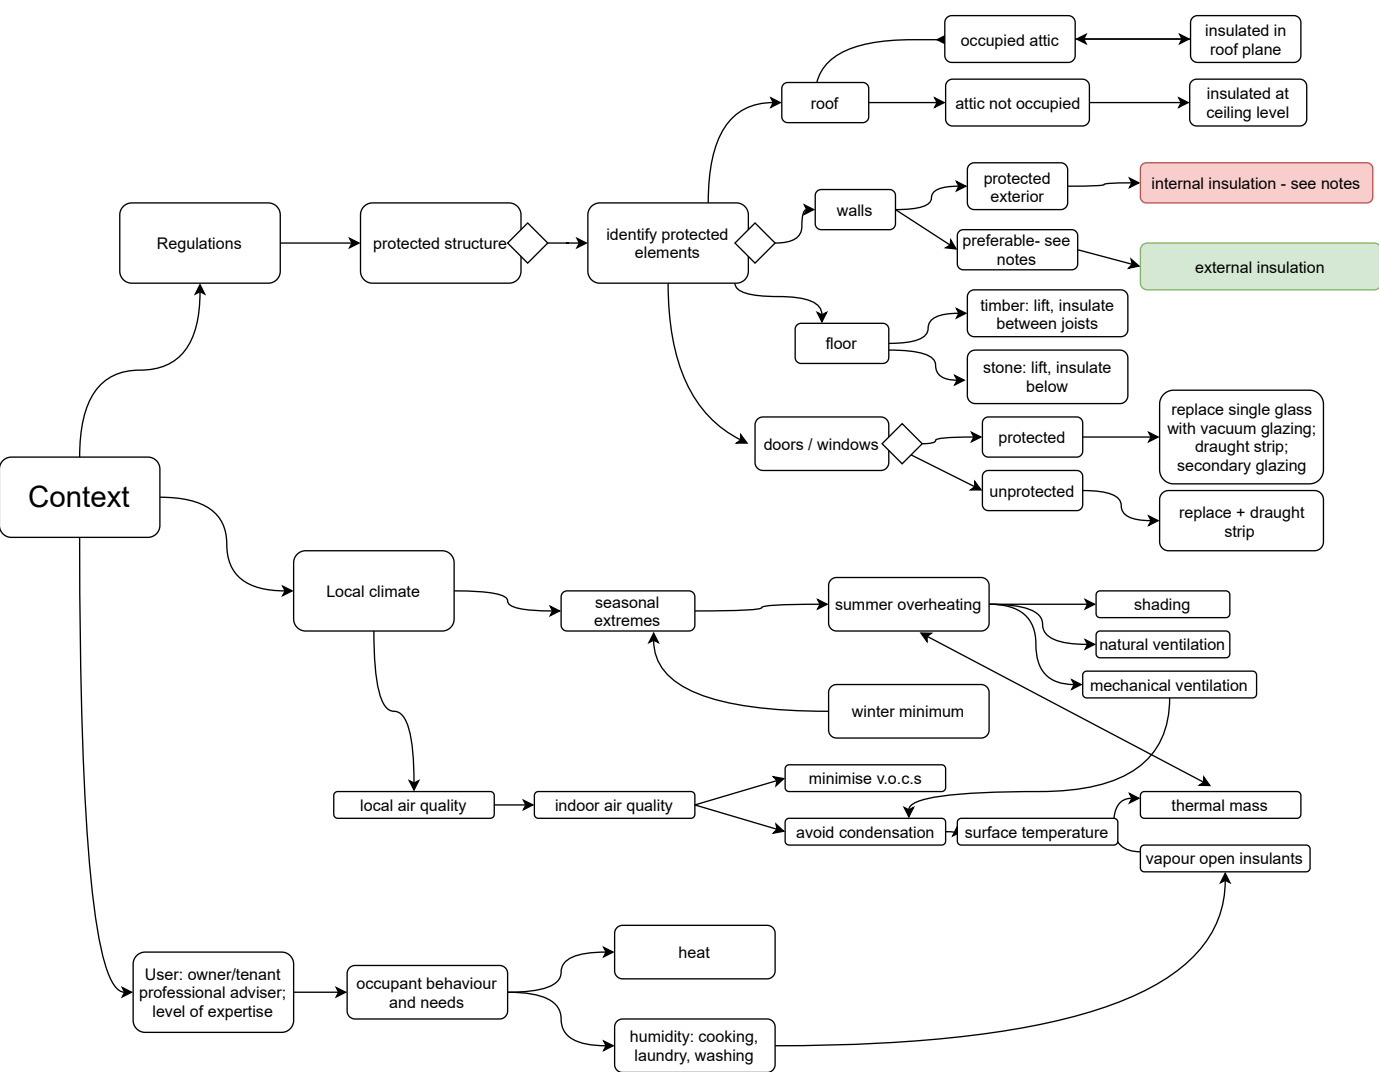 occupied attic
insulated in
roof plane
roof
attic not occupied
insulated at
ceiling level
protected
exterior
internal insulation - see notes
walls
Regulations
protected structure
identify protected
elements
preferable- see
notes
external insulation
timber: lift, insulate
between joists
floor
stone: lift, insulate
below
replace single glass
with vacuum glazing;
draught strip;
secondary glazing
doors / windows
protected
unprotected
replace + draught
strip
Context
Local climate
seasonal
extremes
summer overheating
shading
natural ventilation
mechanical ventilation
winter minimum
minimise v.o.c.s
local air quality
indoor air quality
avoid condensation
surface temperature
thermal mass
vapour open insulants
User: owner/tenant
professional adviser;
level of expertise
occupant behaviour
and needs
heat
humidity: cooking,
laundry, washing